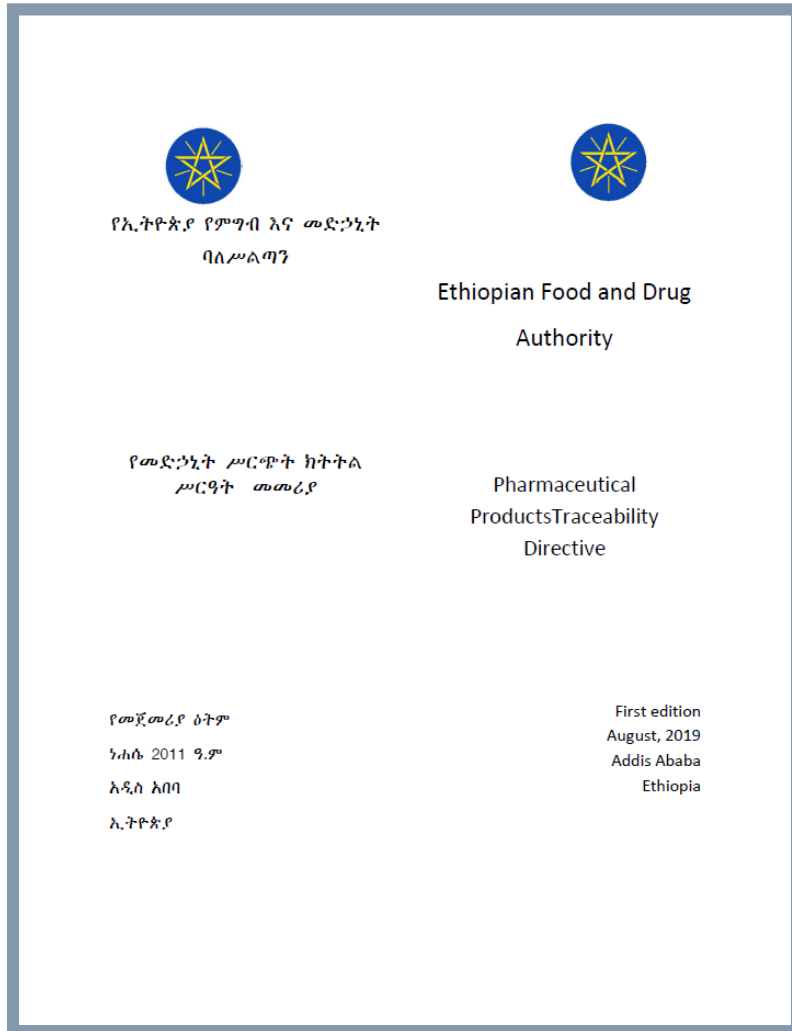 የኢትዮጵያ የምግብ እና መድኃኒት
ባለሥልጣን
Ethiopian Food and Drug
Authority
የመድኃኒት ሥርጭት ክትትል
ሥርዓት መመሪያ
Pharmaceutical
ProductsTraceability
Directive
የመጀመሪያ ዕትም
ነሐሴ 2011 ዓ.ም
አዲስ አበባ
ኢትዮጵያ
First edition
August, 2019
Addis Ababa
Ethiopia